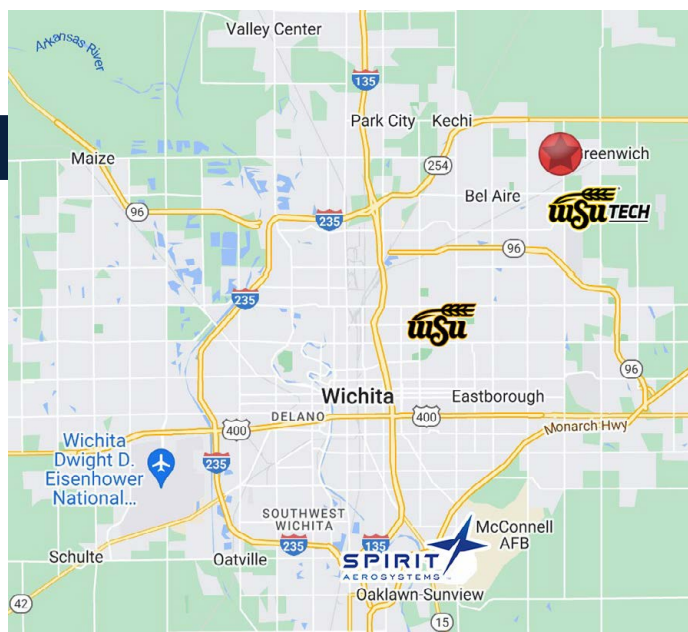 Valley Center
Arkansas
River
135
Park City
Kechi
Maize
254
reenwich
Bel Aire
96
235
WSU TECH
96
235
WSU
96
Wichita
Eastborough
DELANO
400
400
Monarch Hwy
Wichita
Dwight D.
Eisenhower
National...
235
SOUTHWEST
WICHITA
McConnell
AFB
235
135
SPIRIT
AEROSYSTEMS
Schulte
Oatville
Oaklawn-Sunview
42
15